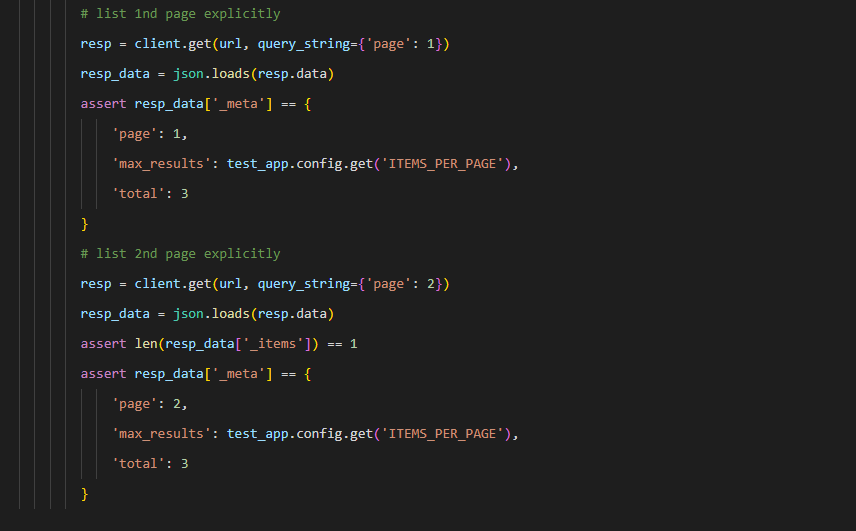 # list 1nd page explicitly
resp = client.get(url, query_string={'page': 1})
resp_data = json.loads(resp.data)
assert resp_data['_meta'] == {
'page': 1,
'max_results': test_app.config.get('ITEMS_PER_PAGE'),
'total': 3
}
# list 2nd page explicitly
resp = client.get(url, query_string={'page': 2})
resp_data = json.loads(resp.data)
assert len(resp_data['_items']) == 1
assert resp_data['_meta'] == {
'page': 2,
'max_results': test_app.config.get('ITEMS_PER_PAGE'),
'total': 3
}